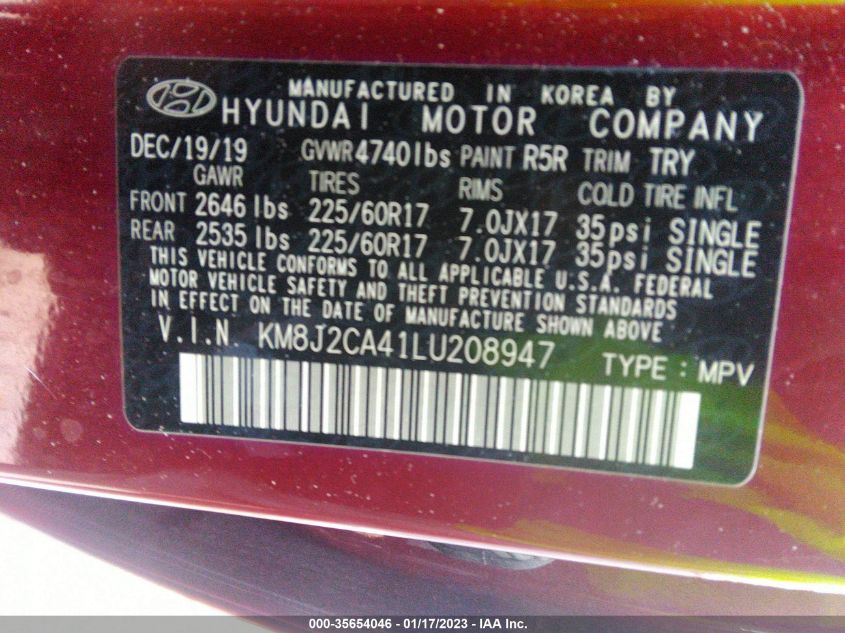 MANUFACTURED IN KOREA BY
HYUNDAI MOTOR COMPANY
DEC/19/19 GVWR 4740lbs PAINT R5R TRIM TRY
GAWR TIRES RIMS COLD TIRE INFL
FRONT 2646 lbs 225/60R17 7.0JX17 35psi SINGLE
REAR 2535 lbs 225/60R17 7.0JX17 35psi SINGLE
THIS VEHICLE CONFORMS TO ALL APPLICABLE U.S.A. FEDERAL
MOTOR VEHICLE SAFETY AND THEFT PREVENTION STANDARDS
IN EFFECT ON THE DATE OF MANUFACTURE SHOWN ABOVE.
V.I.N KM8J2CA41LU208947 TYPE : MPV
000-35654046 - 01/17/2023 - IAA Inc.